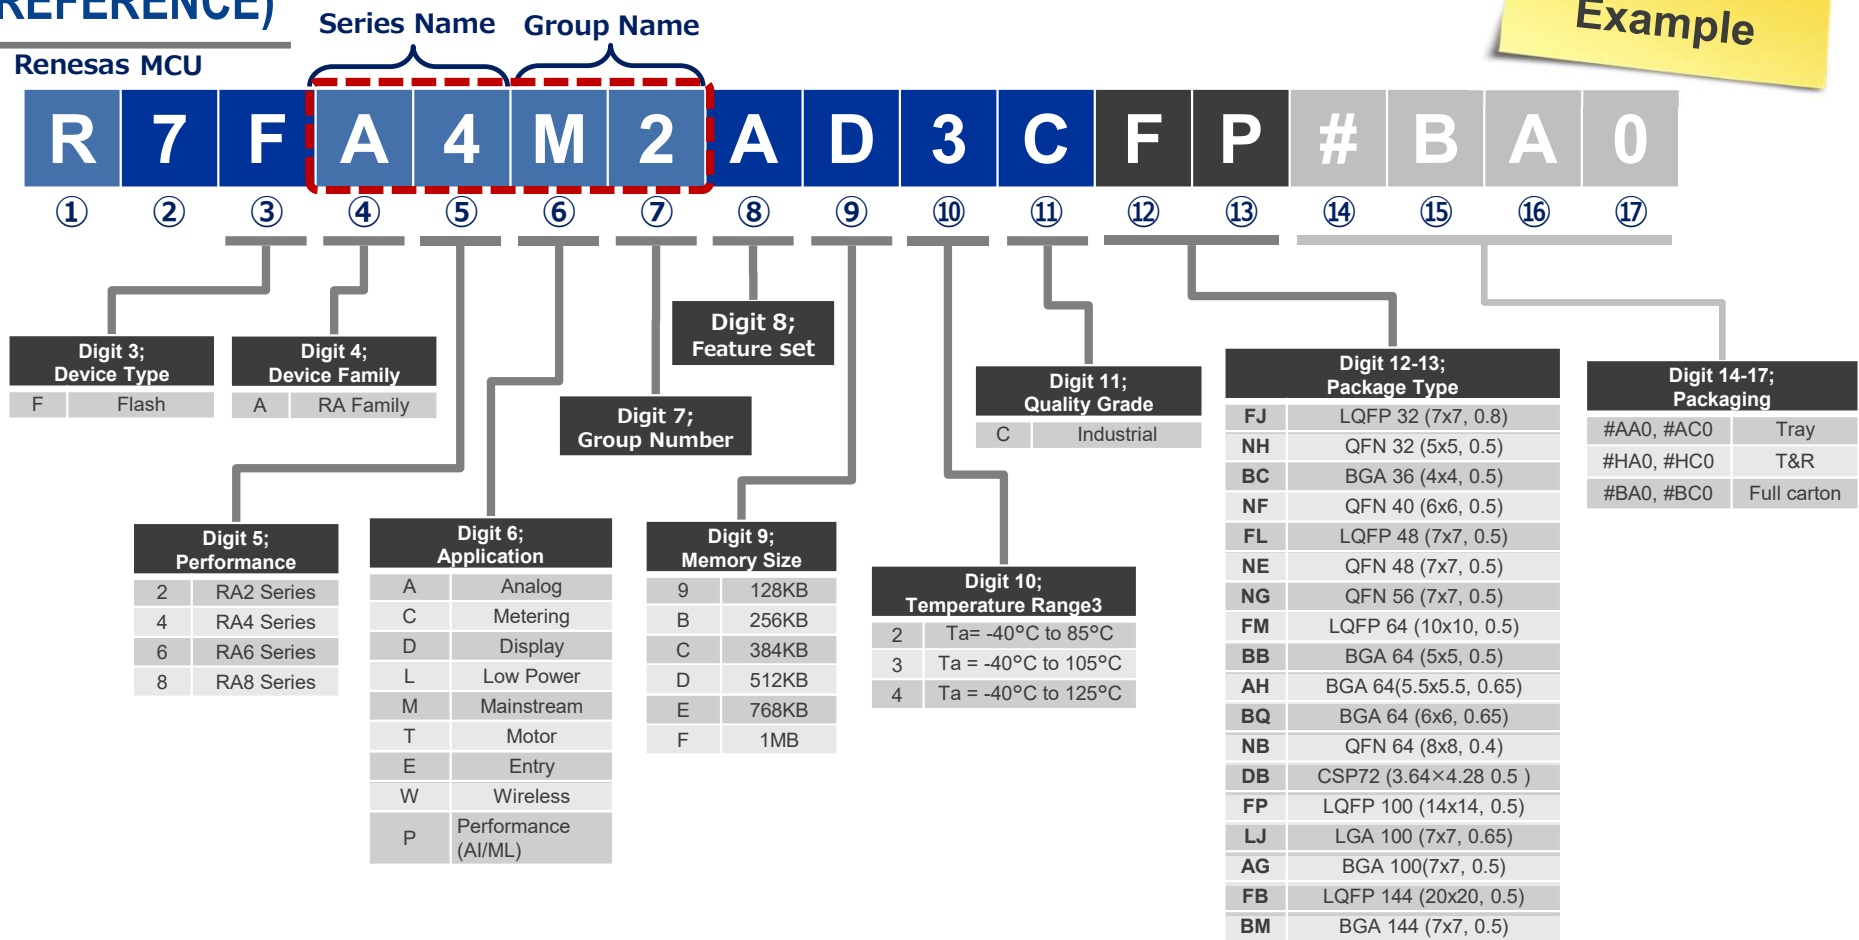 REFERENCE)
Example
Series Name Group Name
Renesas MCU
R 7 F A 4 M 2 A D 3 C F P # B A 0
① ② ③ ④ ⑤ ⑥ ⑦ ⑧ ⑨ ⑩ ⑪ ⑫ ⑬ ⑭ ⑮ ⑯ ⑰
Digit 3;
Device Type
F Flash
Digit 4;
Device Family
A RA Family
Digit 5;
Performance
2 RA2 Series
4 RA4 Series
6 RA6 Series
8 RA8 Series
Digit 6;
Application
A Analog
C Metering
D Display
L Low Power
M Mainstream
T Motor
E Entry
W Wireless
P Performance
(AI/ML)
Digit 7;
Group Number
Digit 8;
Feature set
Digit 9;
Memory Size
9 128KB
B 256KB
C 384KB
D 512KB
E 768KB
F 1MB
Digit 10;
Temperature Range3
2 Ta= -40°C to 85°C
3 Ta = -40°C to 105°C
4 Ta = -40°C to 125°C
Digit 11;
Quality Grade
C Industrial
Digit 12-13;
Package Type
FJ LQFP 32 (7x7, 0.8)
NH QFN 32 (5x5, 0.5)
BC BGA 36 (4x4, 0.5)
NF QFN 40 (6x6, 0.5)
FL LQFP 48 (7x7, 0.5)
NE QFN 48 (7x7, 0.5)
NG QFN 56 (7x7, 0.5)
FM LQFP 64 (10x10, 0.5)
BB BGA 64 (5x5, 0.5)
AH BGA 64(5.5x5.5, 0.65)
BQ BGA 64 (6x6, 0.65)
NB QFN 64 (8x8, 0.4)
DB CSP72 (3.64×4.28 0.5 )
FP LQFP 100 (14x14, 0.5)
LJ LGA 100 (7x7, 0.65)
AG BGA 100(7x7, 0.5)
FB LQFP 144 (20x20, 0.5)
BM BGA 144 (7x7, 0.5)
Digit 14-17;
Packaging
#AA0, #AC0 Tray
#HA0, #HC0 T&R
#BA0, #BC0 Full carton